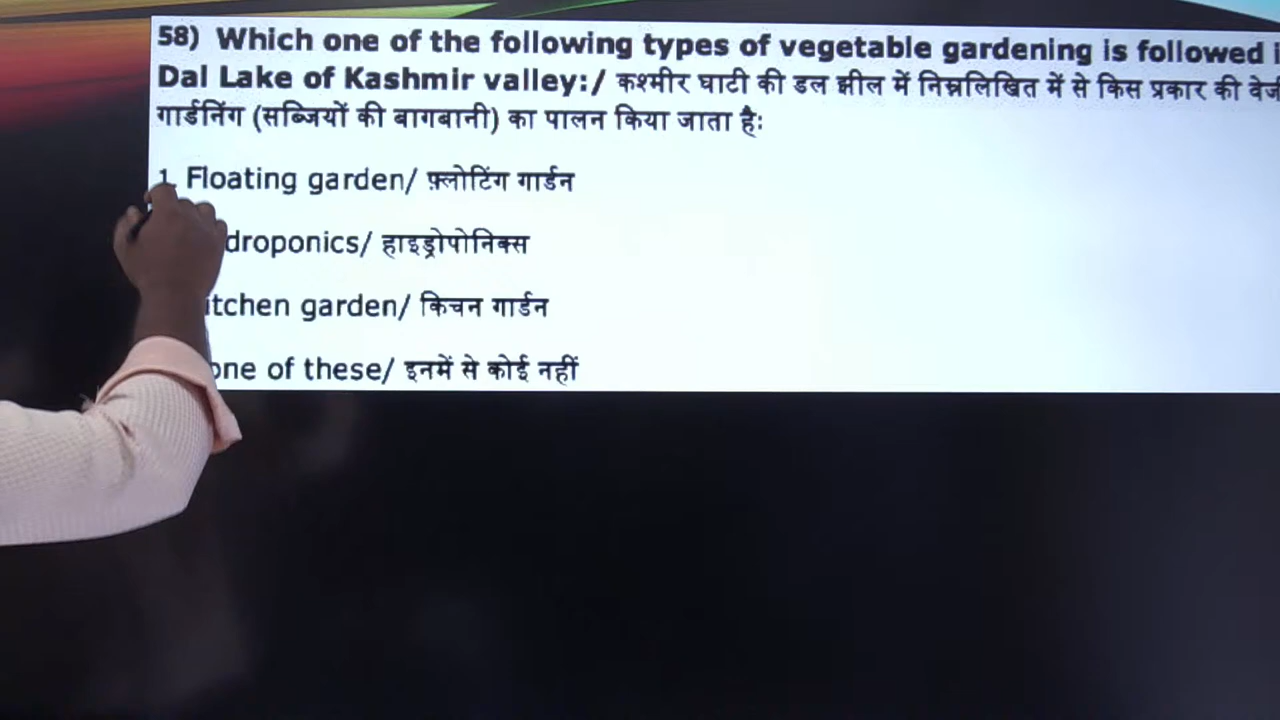 58) Which one of the following types of vegetable gardening is followed
Dal Lake of Kashmir valley:/ कश्मीर घाटी की डल झील में निम्नलिखित में से किस प्रकार की
गार्डनिंग (सब्जियों की बागबानी) का पालन किया जाता हैः
1. Floating garden/ फ़्लोटिंग गार्डन
droponics/ हाइड्रोपोनिक्स
itchen garden/ किचन गार्डन
one of these/ इनमें से कोई नहीं